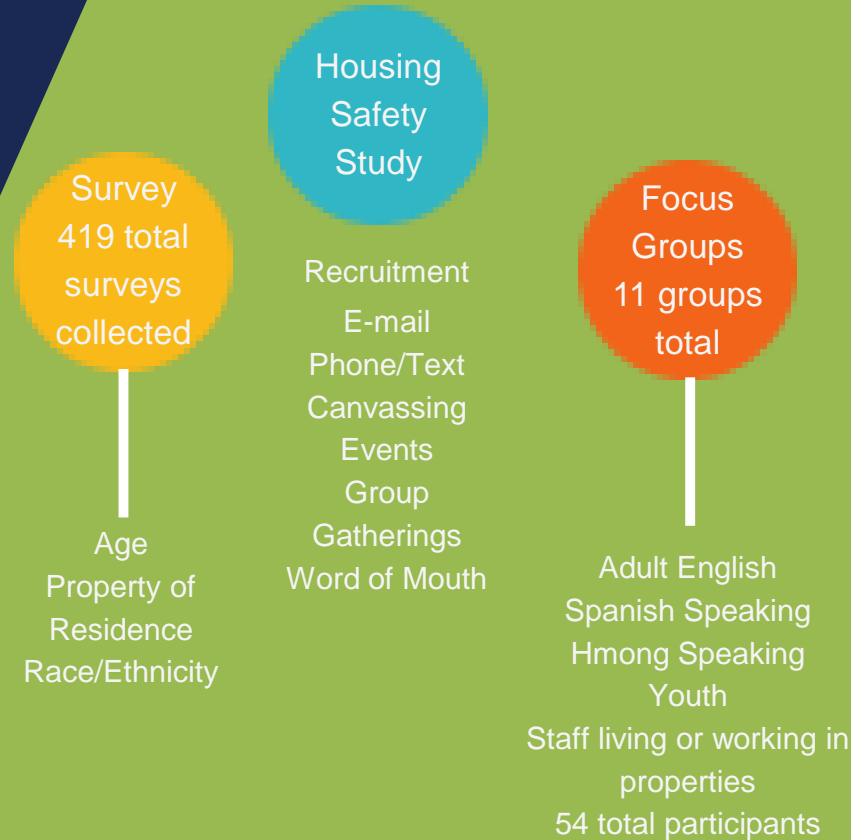 Housing
Safety
Study
Survey
419 total
surveys
collected
Age
Property of
Residence
Race/Ethnicity
Recruitment
E-mail
Phone/Text
Canvassing
Events
Group
Gatherings
Word of Mouth
Focus
Groups
11 groups
total
Adult English
Spanish Speaking
Hmong Speaking
Youth
Staff living or working in
properties
54 total participants